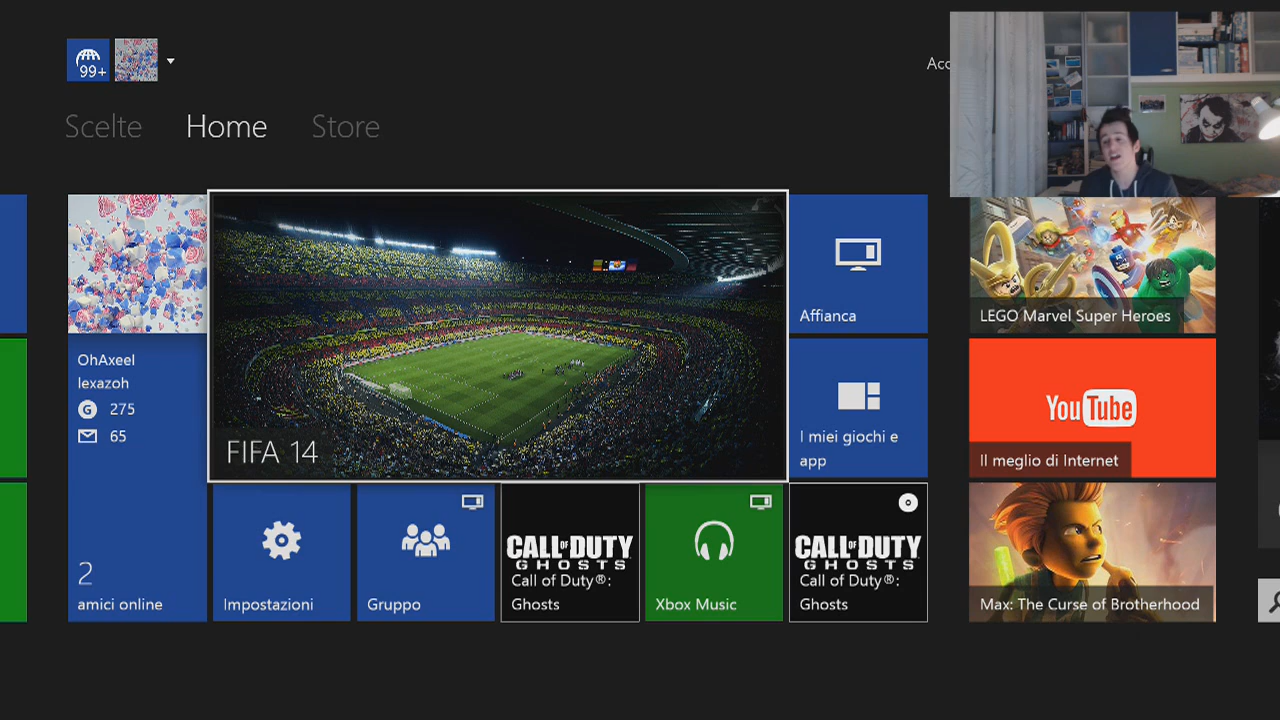 99+
Scelte
Home
Store
OhAxeel
lexazoh
G 275
65
2
amici online
FIFA 14
Affianca
I miei giochi e
app
Impostazioni
Gruppo
CALL OF DUTY
GHOSTS
Call of Duty®:
Ghosts
Xbox Music
CALL OF DUTY
GHOSTS
Call of Duty®:
Ghosts
LEGO Marvel Super Heroes
YouTube
Il meglio di Internet
Max: The Curse of Brotherhood